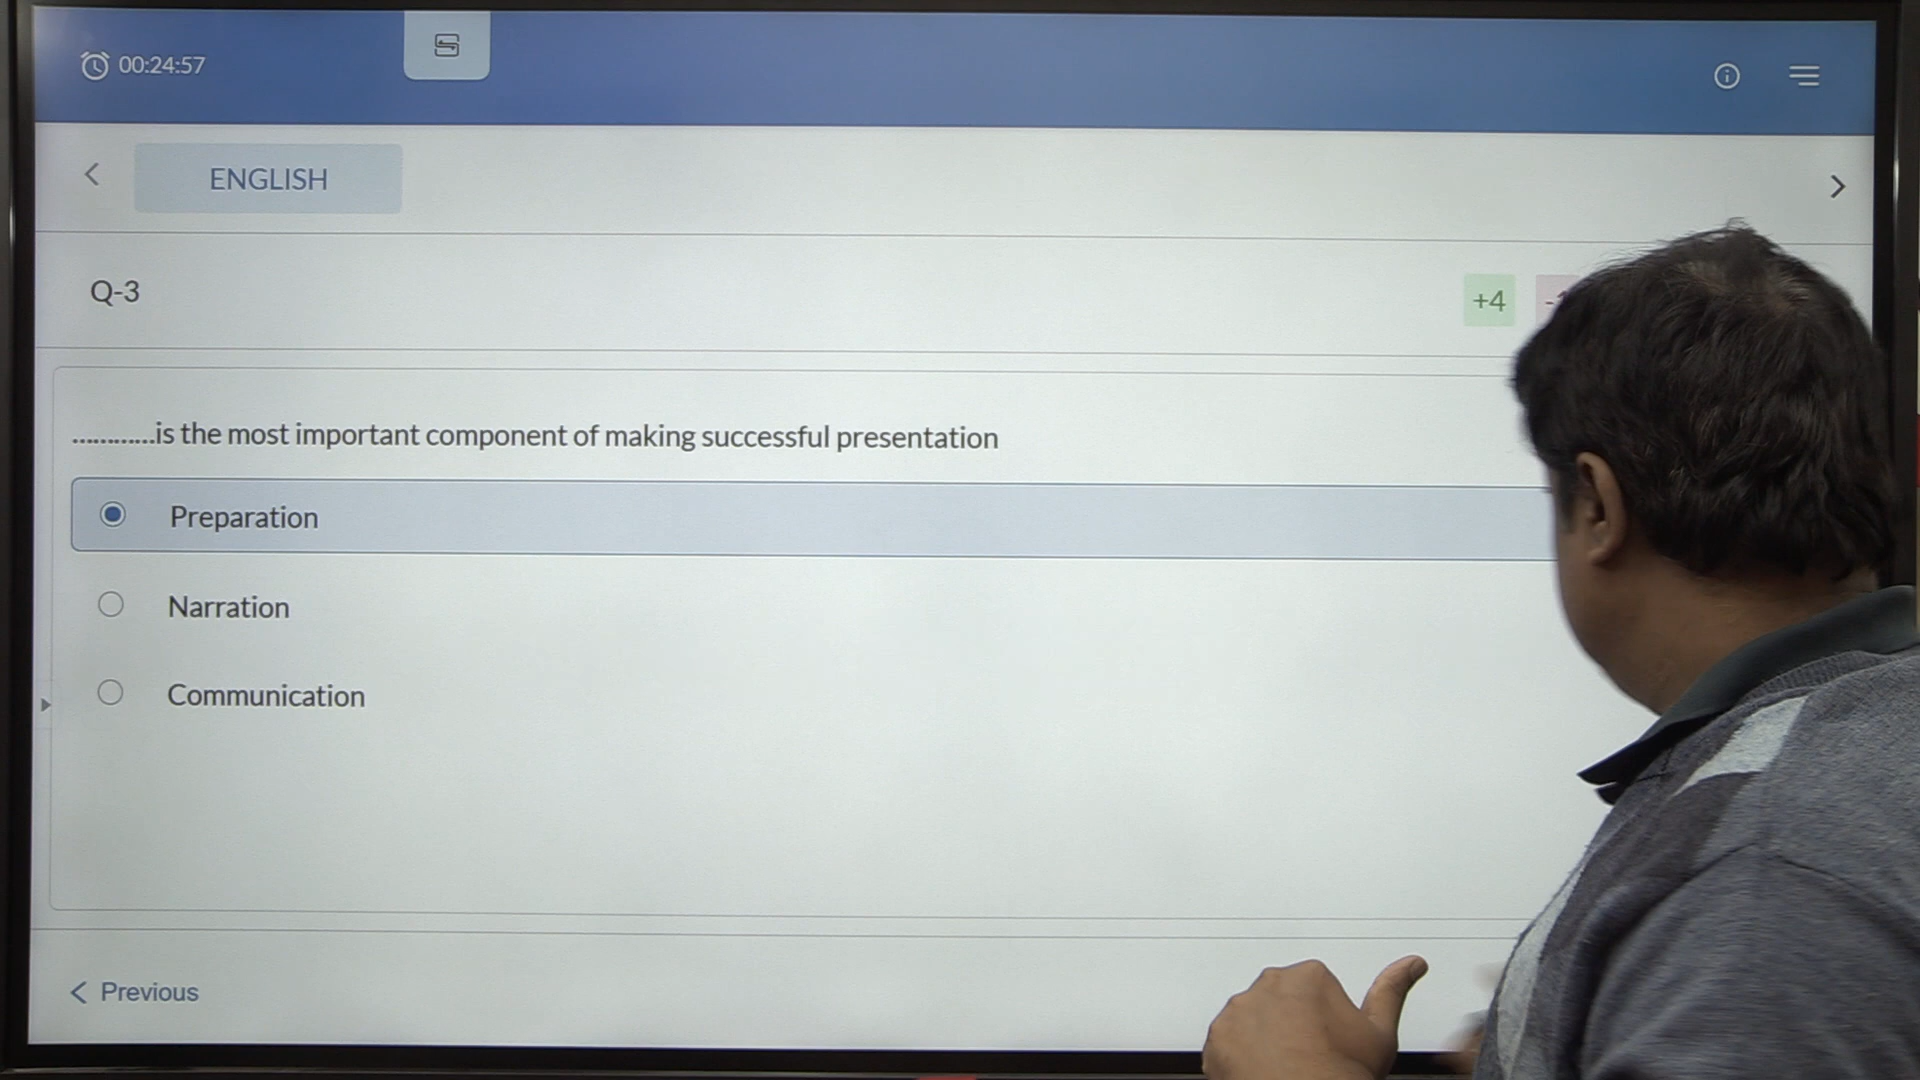 00:24:57
ENGLISH
Q-3
+4
............is the most important component of making successful presentation
Preparation
Narration
Communication
Previous